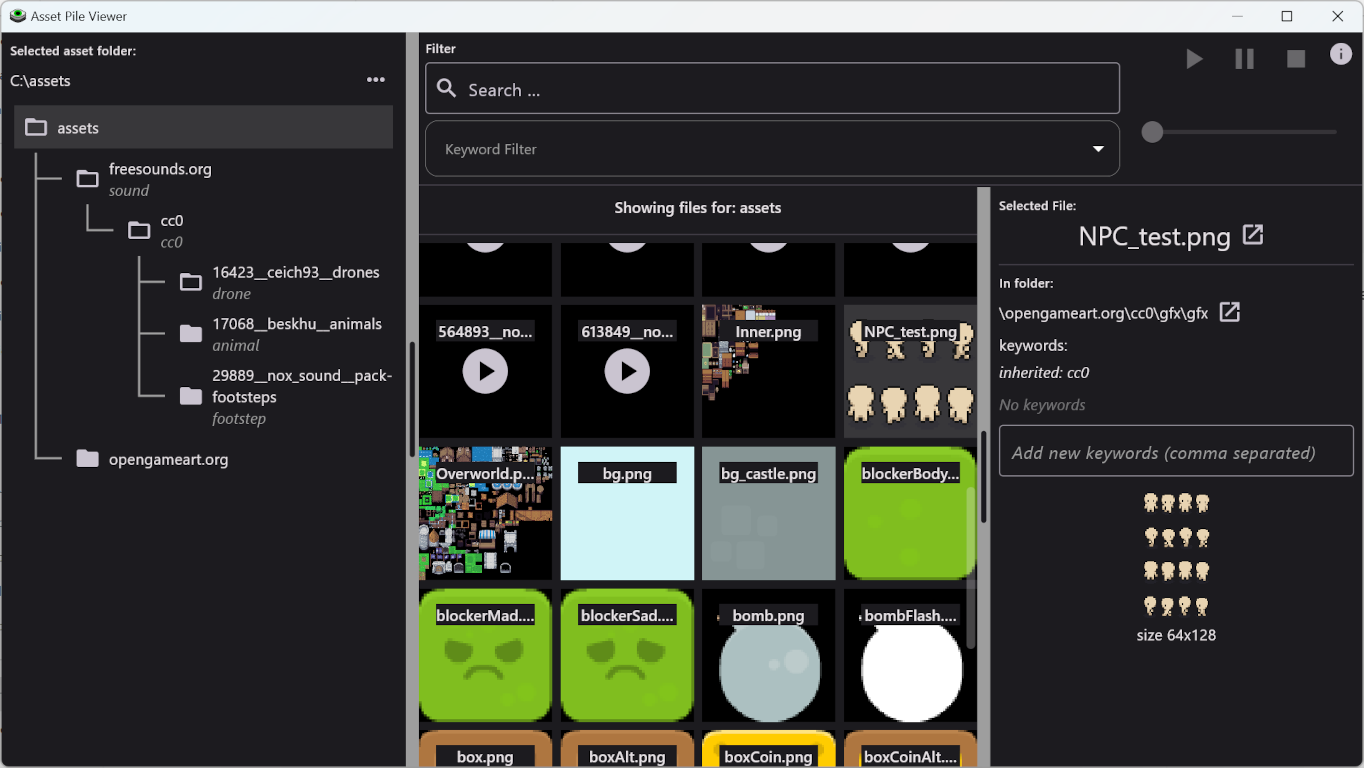 Asset Pile Viewer
Selected asset folder:
C:\assets
•••
assets
freesounds.org
sound
cc0
cc0
16423__ceich93__drones
drone
17068__beskhu__animals
animal
29889__nox_sound__pack-
footsteps
footstep
opengameart.org
Filter
Search ...
Keyword Filter
Showing files for: assets
564893__no...
613849__no...
Inner.png
NPC_test.png
Overworld.p...
bg.png
bg_castle.png
blockerBody...
blockerMad....
blockerSad....
bomb.png
bombFlash....
box.png
boxAlt.png
boxCoin.png
boxCoinAlt....
Selected File:
NPC_test.png
In folder:
\opengameart.org\cc0\gfx\gfx
keywords:
inherited: cc0
No keywords
Add new keywords (comma separated)
size 64x128